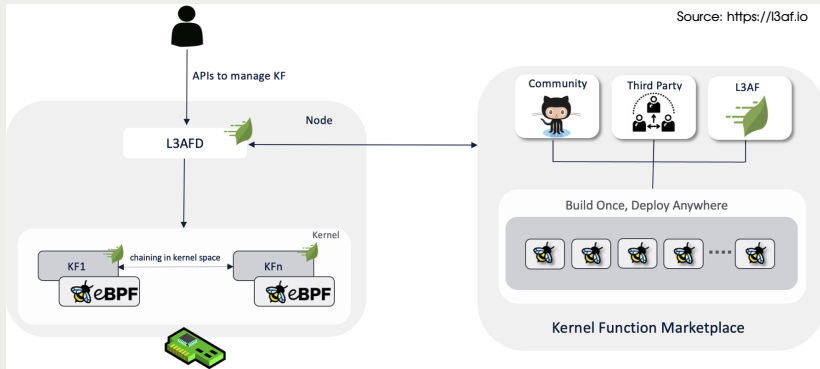 Source: https://l3af.io
APIs to manage KF
Node
L3AFD
Kernel
KF1
chaining in kernel space
KFn
eBPF
eBPF
Community
Third Party
L3AF
Build Once, Deploy Anywhere
Kernel Function Marketplace